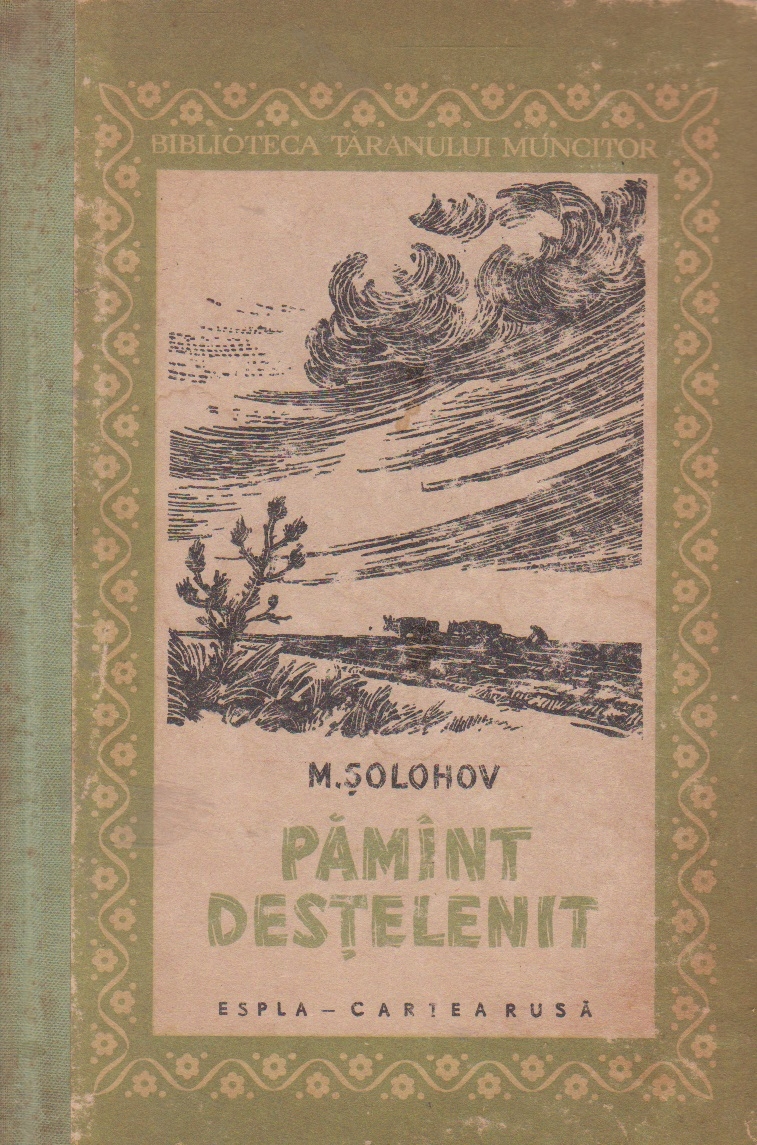 BIBLIOTECA ȚĂRANULUI MUNCITOR
M. ȘOLOHOV
PĂMÎNT
DESȚELENIT
ESPLA – CARTEA RUSĂ